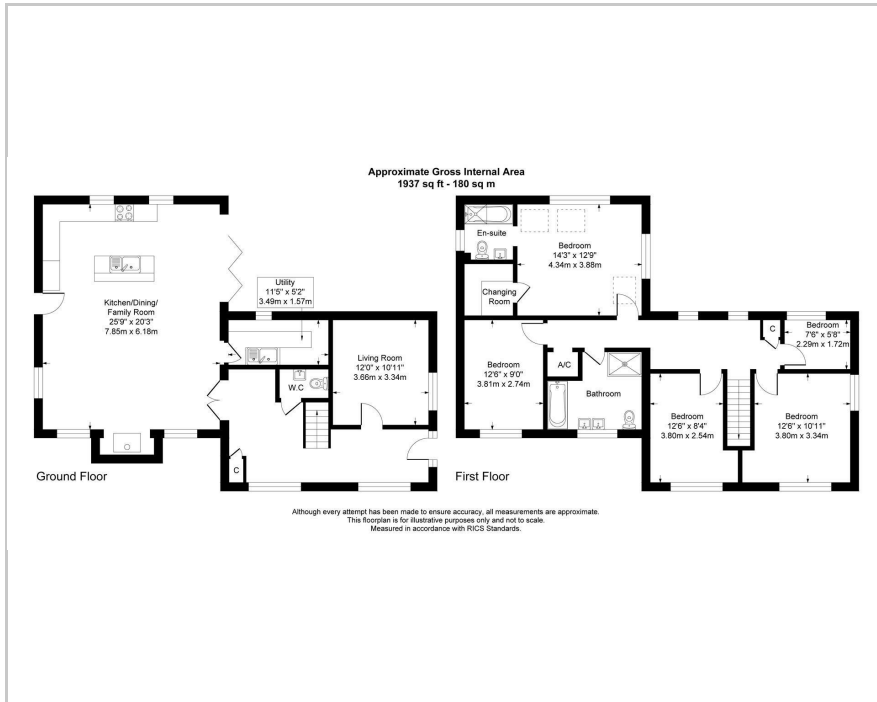 Approximate Gross Internal Area
1937 sq ft - 180 sq m
Kitchen/Dining/
Family Room
25'9" x 20'3"
7.85m x 6.18m
Utility
11'5" x 5'2"
3.49m x 1.57m
W.C
Living Room
12'0" x 10'11"
3.66m x 3.34m
C
Ground Floor
En-suite
Bedroom
14'3" x 12'9"
4.34m x 3.88m
Changing
Room
Bedroom
12'6" x 9'0"
3.81m x 2.74m
A/C
Bathroom
C
Bedroom
7'6" x 5'8"
2.29m x 1.72m
Bedroom
12'6" x 8'4"
3.80m x 2.54m
Bedroom
12'6" x 10'11"
3.80m x 3.34m
First Floor
Although every attempt has been made to ensure accuracy, all measurements are approximate.
This floorplan is for illustrative purposes only and not to scale.
Measured in accordance with RICS Standards.